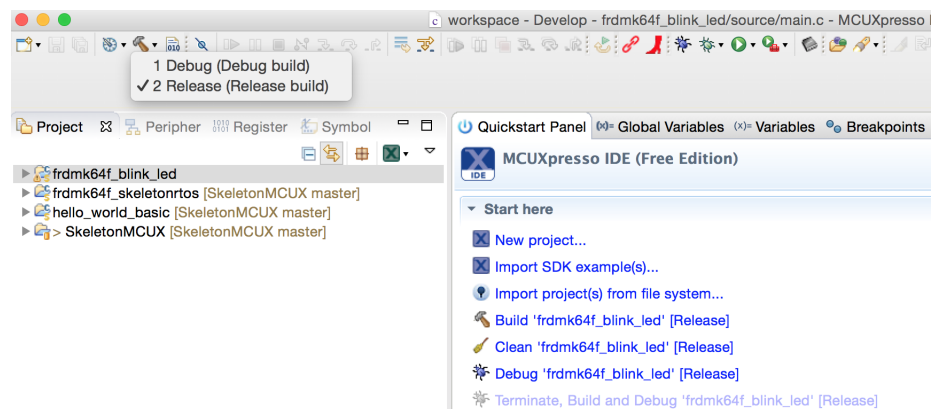 workspace - Develop - frdmk64f_blink_led/source/main.c - MCUXpresso
1 Debug (Debug build)
✓ 2 Release (Release build)
Project Peripher Register Symbol
frdmk64f_blink_led
frdmk64f_skeletonrtos [SkeletonMCUX master]
hello_world_basic [SkeletonMCUX master]
> SkeletonMCUX [SkeletonMCUX master]
Quickstart Panel (x)= Global Variables (x)= Variables Breakpoints
IDE
MCUXpresso IDE (Free Edition)
Start here
New project...
Import SDK example(s)...
Import project(s) from file system...
Build 'frdmk64f_blink_led' [Release]
Clean 'frdmk64f_blink_led' [Release]
Debug 'frdmk64f_blink_led' [Release]
Terminate, Build and Debug 'frdmk64f_blink_led' [Release]